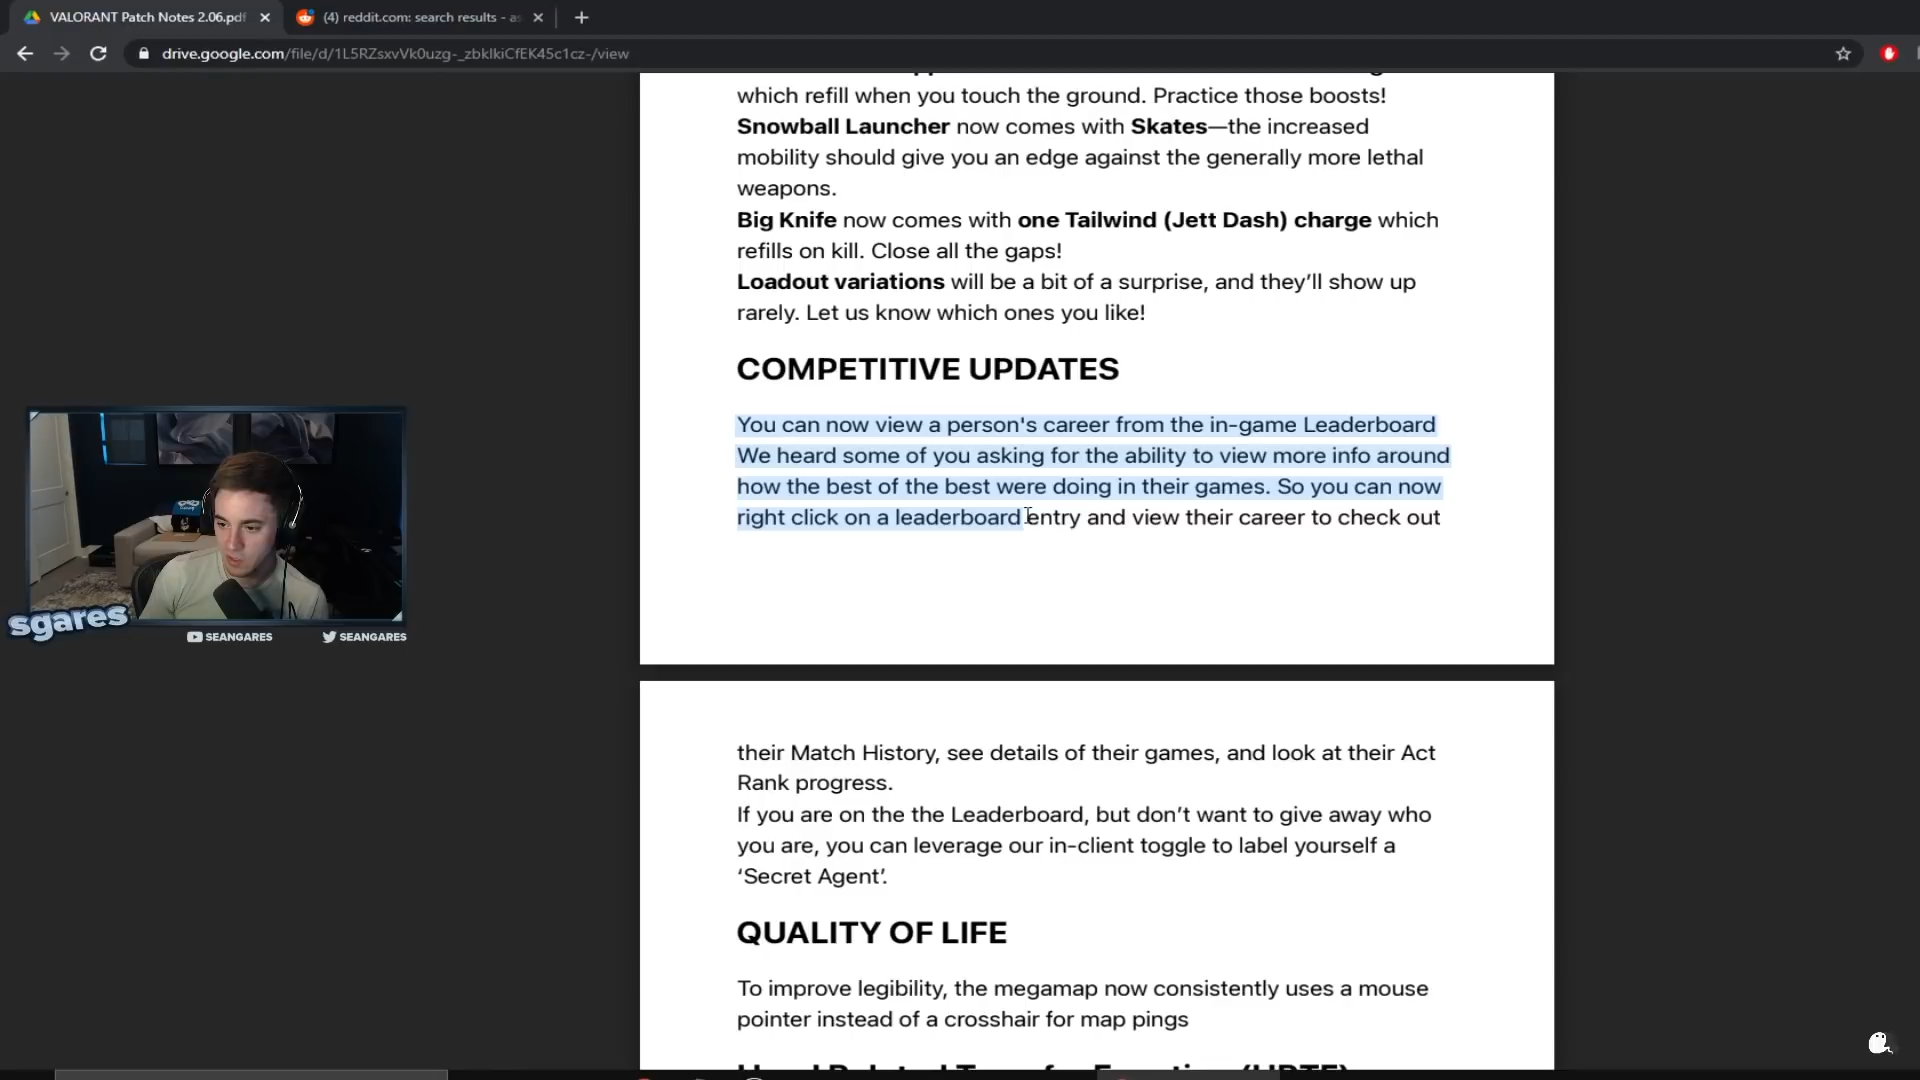 VALORANT Patch Notes 2.06.pdf
(4) reddit.com: search results - as
drive.google.com/file/d/1L5RZsxvVk0uzg-_zbklkiCfEK45c1cz-/view
which refill when you touch the ground. Practice those boosts!
Snowball Launcher now comes with Skates—the increased
mobility should give you an edge against the generally more lethal
weapons.
Big Knife now comes with one Tailwind (Jett Dash) charge which
refills on kill. Close all the gaps!
Loadout variations will be a bit of a surprise, and they’ll show up
rarely. Let us know which ones you like!
COMPETITIVE UPDATES
You can now view a person's career from the in-game Leaderboard
We heard some of you asking for the ability to view more info around
how the best of the best were doing in their games. So you can now
right click on a leaderboard entry and view their career to check out
sgares
SEANGARES
SEANGARES
their Match History, see details of their games, and look at their Act
Rank progress.
If you are on the the Leaderboard, but don’t want to give away who
you are, you can leverage our in-client toggle to label yourself a
‘Secret Agent’.
QUALITY OF LIFE
To improve legibility, the megamap now consistently uses a mouse
pointer instead of a crosshair for map pings
Head Related Transfer Function (HRTF)